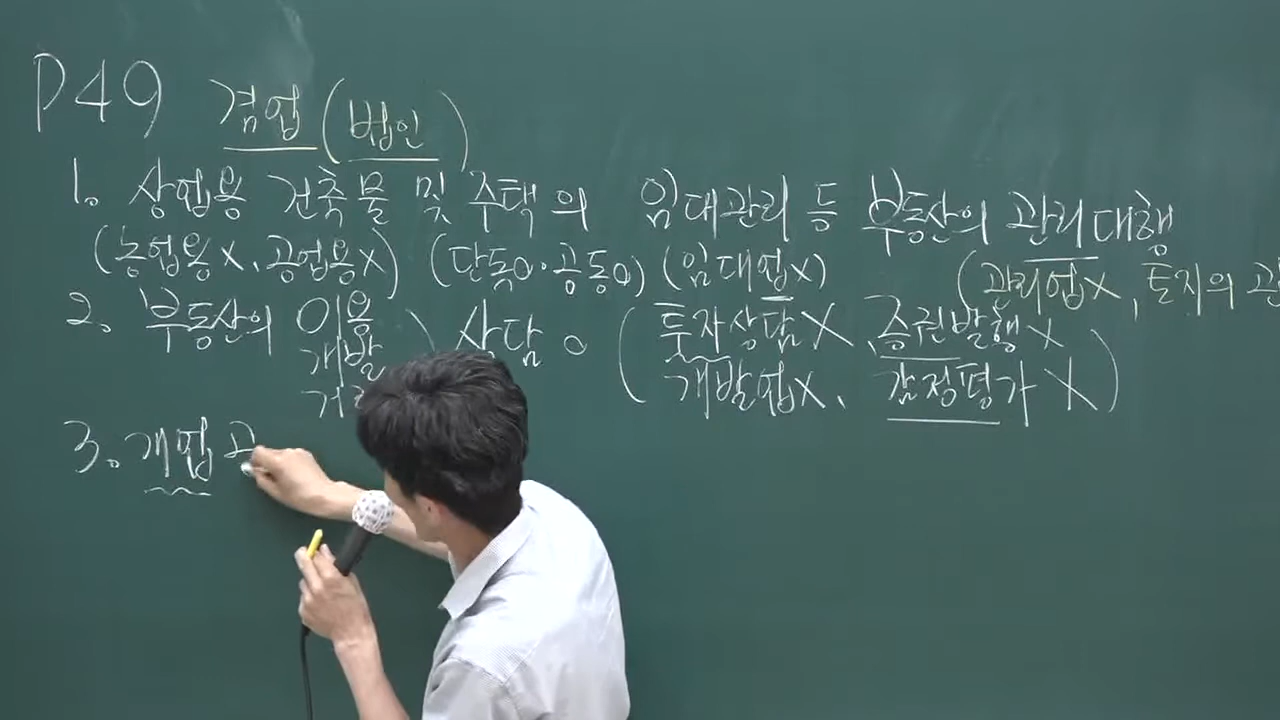 P49 겸업(법인)
1. 상업용 건축물 및 주택의 임대관리 등 부동산의 관리대행
(농업용X、공업용X) (단독O·공동O) (임대업X) (관리업X, 토지의 관
2. 부동산의 이용 ) 상담 o ( 투자상담X、증권발행X
개발 개발업X、 감정평가 X )
3. 개업공